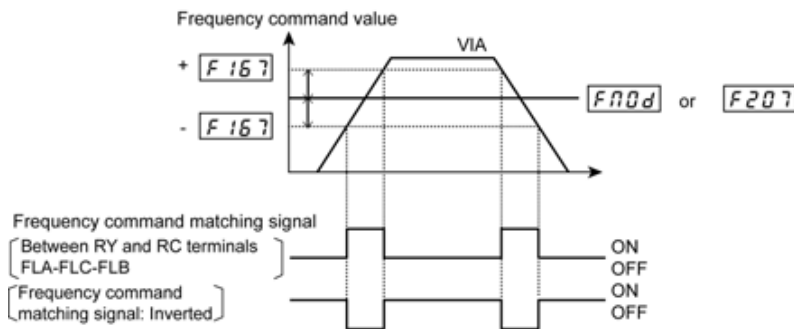 Frequency command value
VIA
+ F167
FMOd or F207
- F167
Frequency command matching signal
Between RY and RC terminals
FLA-FLC-FLB
ON
OFF
Frequency command
matching signal: Inverted
ON
OFF